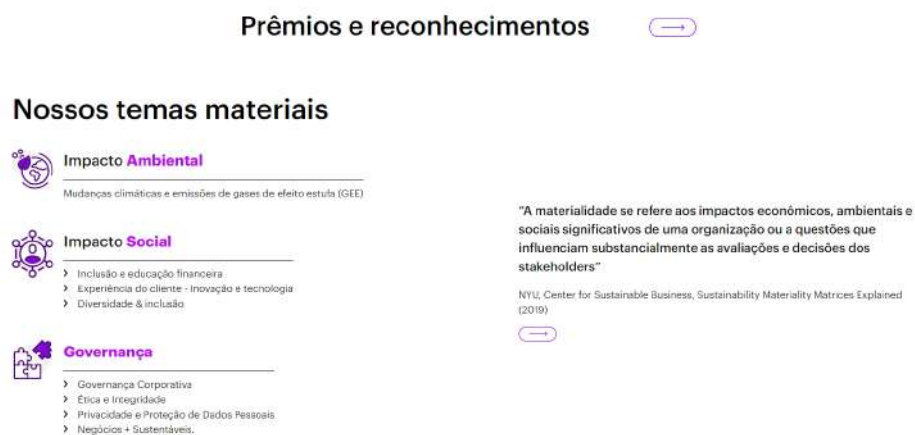 Prêmios e reconhecimentos
Nossos temas materiais
Impacto Ambiental
Mudanças climáticas e emissões de gases de efeito estufa (GEE)
Impacto Social
Inclusão e educação financeira
Experiência do cliente - Inovação e tecnologia
Diversidade & inclusão
Governança
Governança Corporativa
Ética e Integridade
Privacidade e Proteção de Dados Pessoais
Negócios + Sustentáveis.
"A materialidade se refere aos impactos econômicos, ambientais e
sociais significativos de uma organização ou a questões que
influenciam substancialmente as avaliações e decisões dos
stakeholders"
NYU, Center for Sustainable Business, Sustainability Materiality Matrices Explained
(2019)